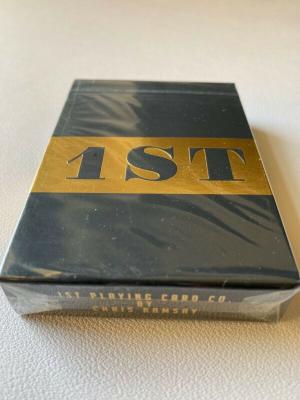 1ST
1ST PLAYING CARD CO.
BY
CHRIS RAMSAY